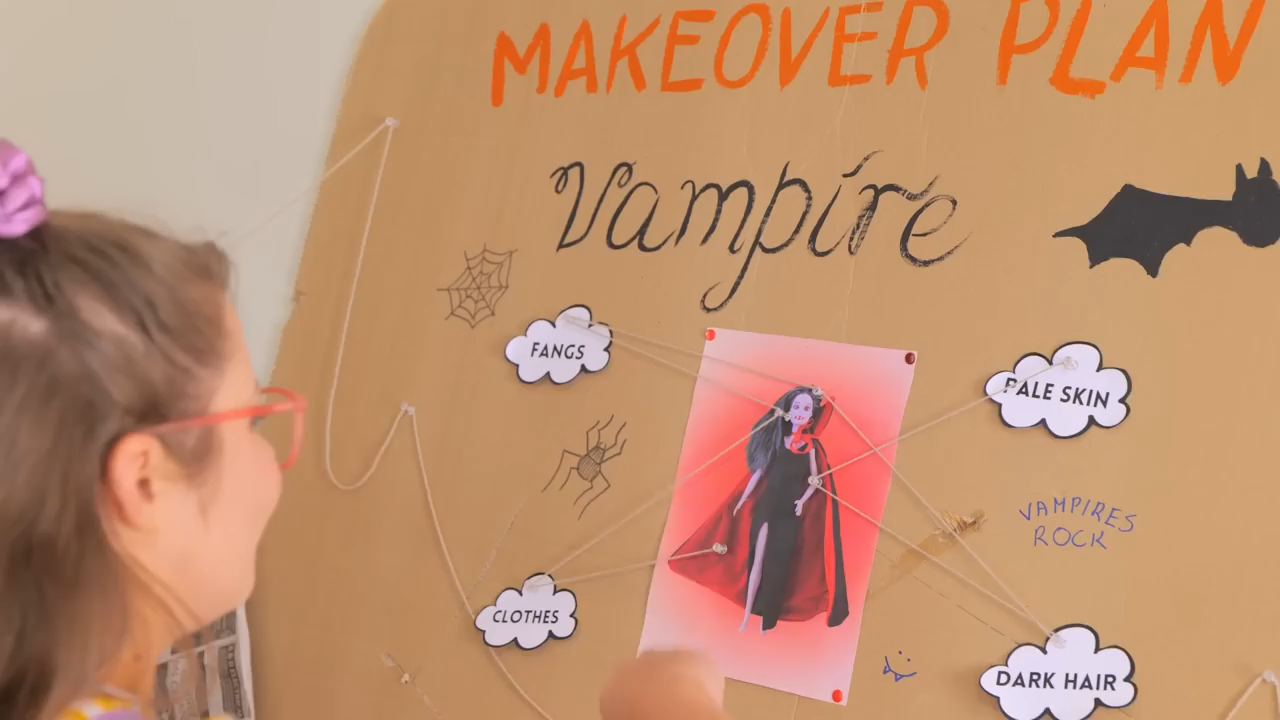 MAKEOVER PLAN
Vampire
FANGS
PALE SKIN
VAMPIRES
ROCK
CLOTHES
DARK HAIR